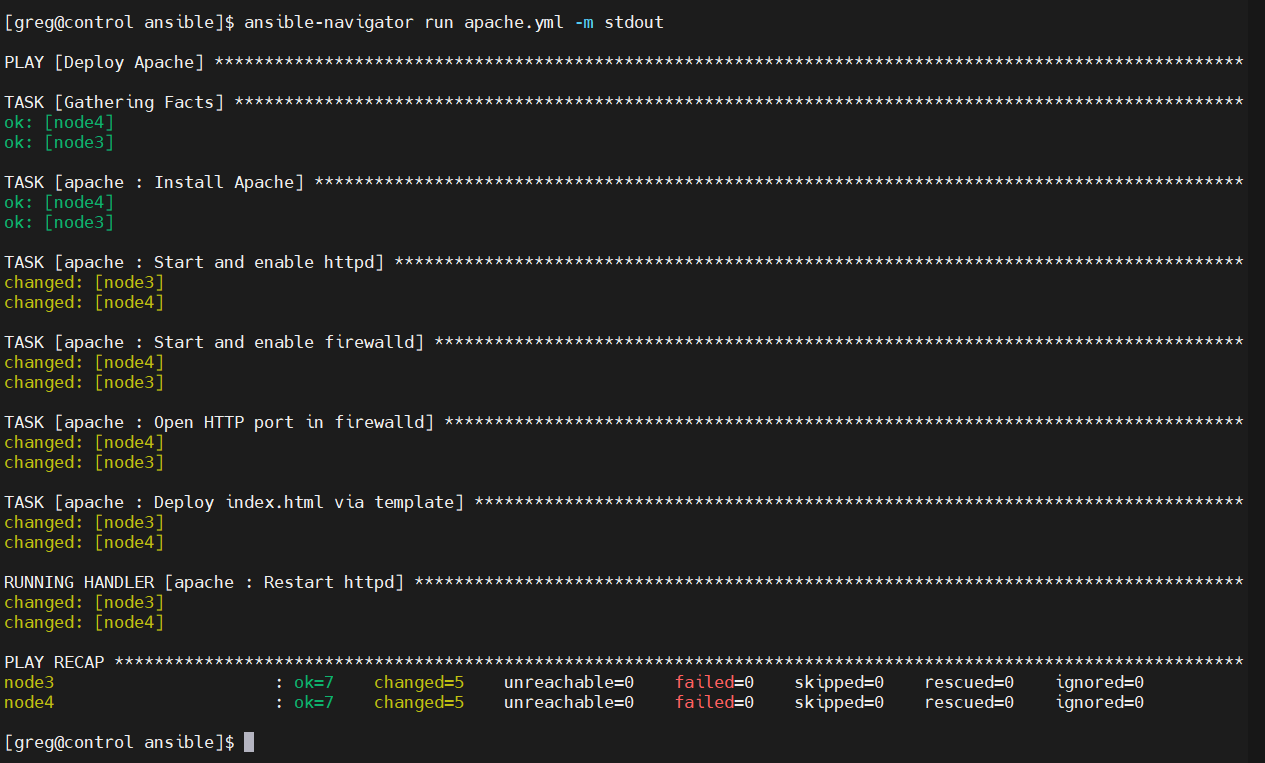 [greg@control ansible]$ ansible-navigator run apache.yml -m stdout
PLAY [Deploy Apache] *******************************************************************************************************
TASK [Gathering Facts] *****************************************************************************************************
ok: [node4]
ok: [node3]
TASK [apache : Install Apache] *********************************************************************************************
ok: [node4]
ok: [node3]
TASK [apache : Start and enable httpd] *************************************************************************************
changed: [node3]
changed: [node4]
TASK [apache : Start and enable firewalld] *********************************************************************************
changed: [node4]
changed: [node3]
TASK [apache : Open HTTP port in firewalld] ********************************************************************************
changed: [node4]
changed: [node3]
TASK [apache : Deploy index.html via template] *****************************************************************************
changed: [node3]
changed: [node4]
RUNNING HANDLER [apache : Restart httpd] ***********************************************************************************
changed: [node3]
changed: [node4]
PLAY RECAP *****************************************************************************************************************
node3                      : ok=7    changed=5    unreachable=0    failed=0    skipped=0    rescued=0    ignored=0
node4                      : ok=7    changed=5    unreachable=0    failed=0    skipped=0    rescued=0    ignored=0
[greg@control ansible]$